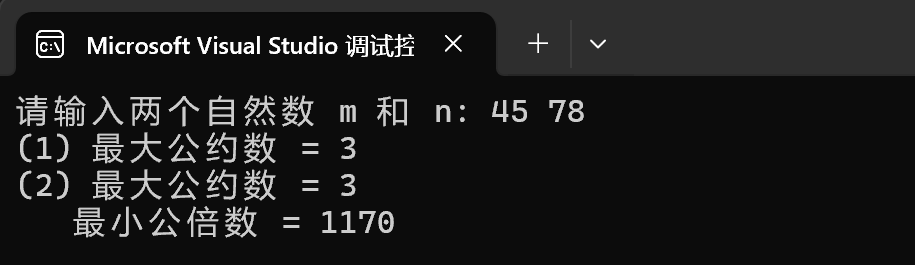 Microsoft Visual Studio 调试控
请输入两个自然数 m 和 n: 45 78
(1) 最大公约数 = 3
(2) 最大公约数 = 3
最小公倍数 = 1170